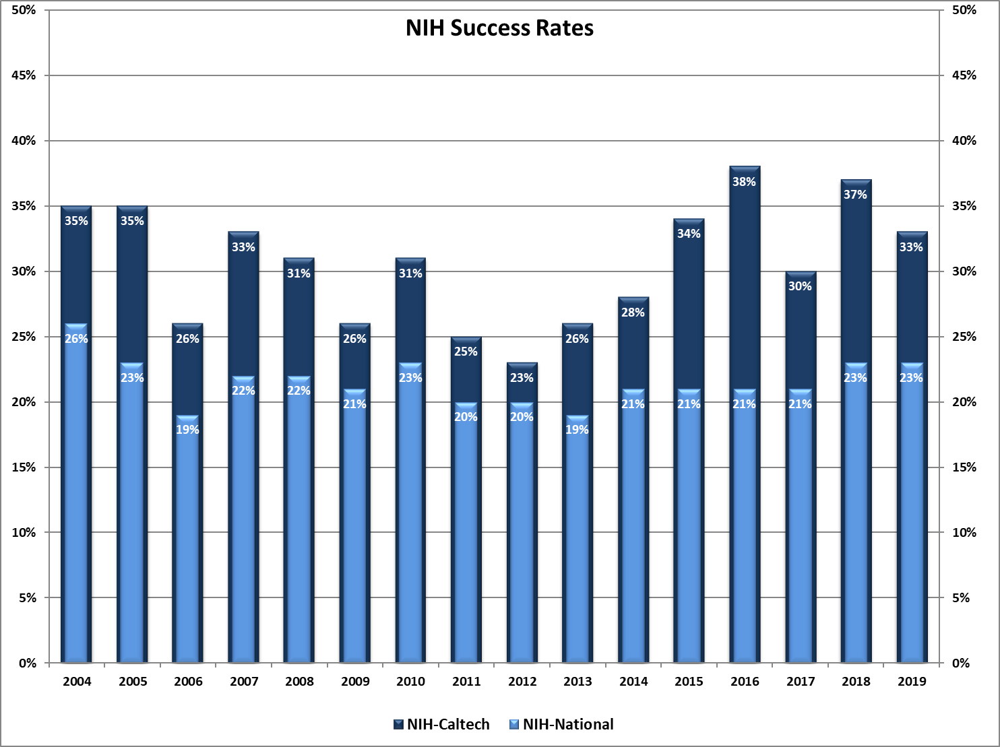 NIH Success Rates
50% 50%
45% 45%
40% 40%
35% 35%
30% 30%
25% 25%
20% 20%
15% 15%
10% 10%
5% 5%
0% 0%
35% 35% 26% 33% 31% 26% 31% 25% 23% 26% 28% 34% 38% 30% 37% 33%
26% 23% 19% 22% 22% 21% 23% 20% 20% 19% 21% 21% 21% 21% 23% 23%
2004 2005 2006 2007 2008 2009 2010 2011 2012 2013 2014 2015 2016 2017 2018 2019
NIH-Caltech NIH-National